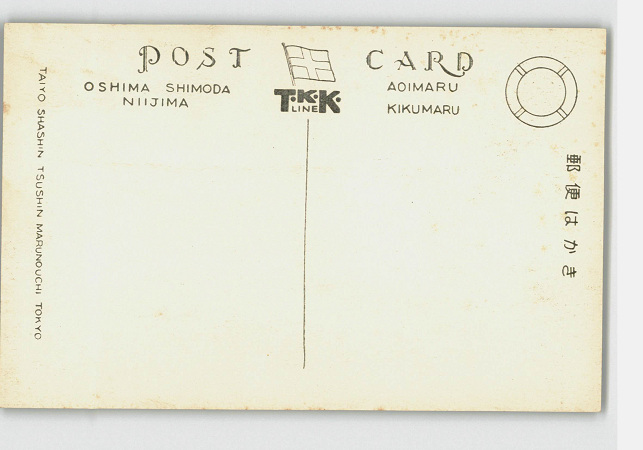 POST CARD
OSHIMA SHIMODA
NIIJIMA
T.K.K.
LINE
AOIMARU
KIKUMARU
郵便はかき
TAIYO SHASHIN TSUSHIN MARUNOUCHI TOKYO